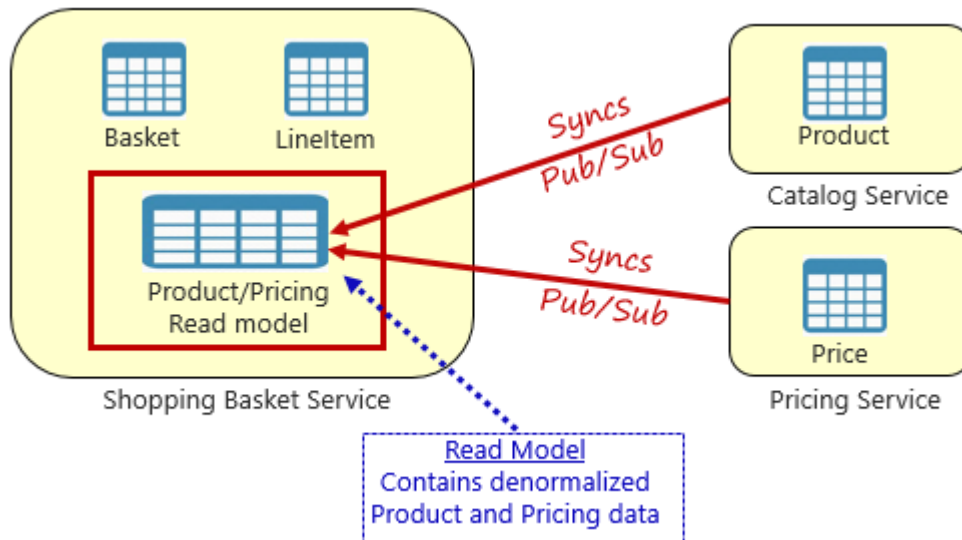 Basket
LineItem
Product/Pricing
Read model
Shopping Basket Service
Syncs
Pub/Sub
Syncs
Pub/Sub
Product
Catalog Service
Price
Pricing Service
Read Model
Contains denormalized
Product and Pricing data